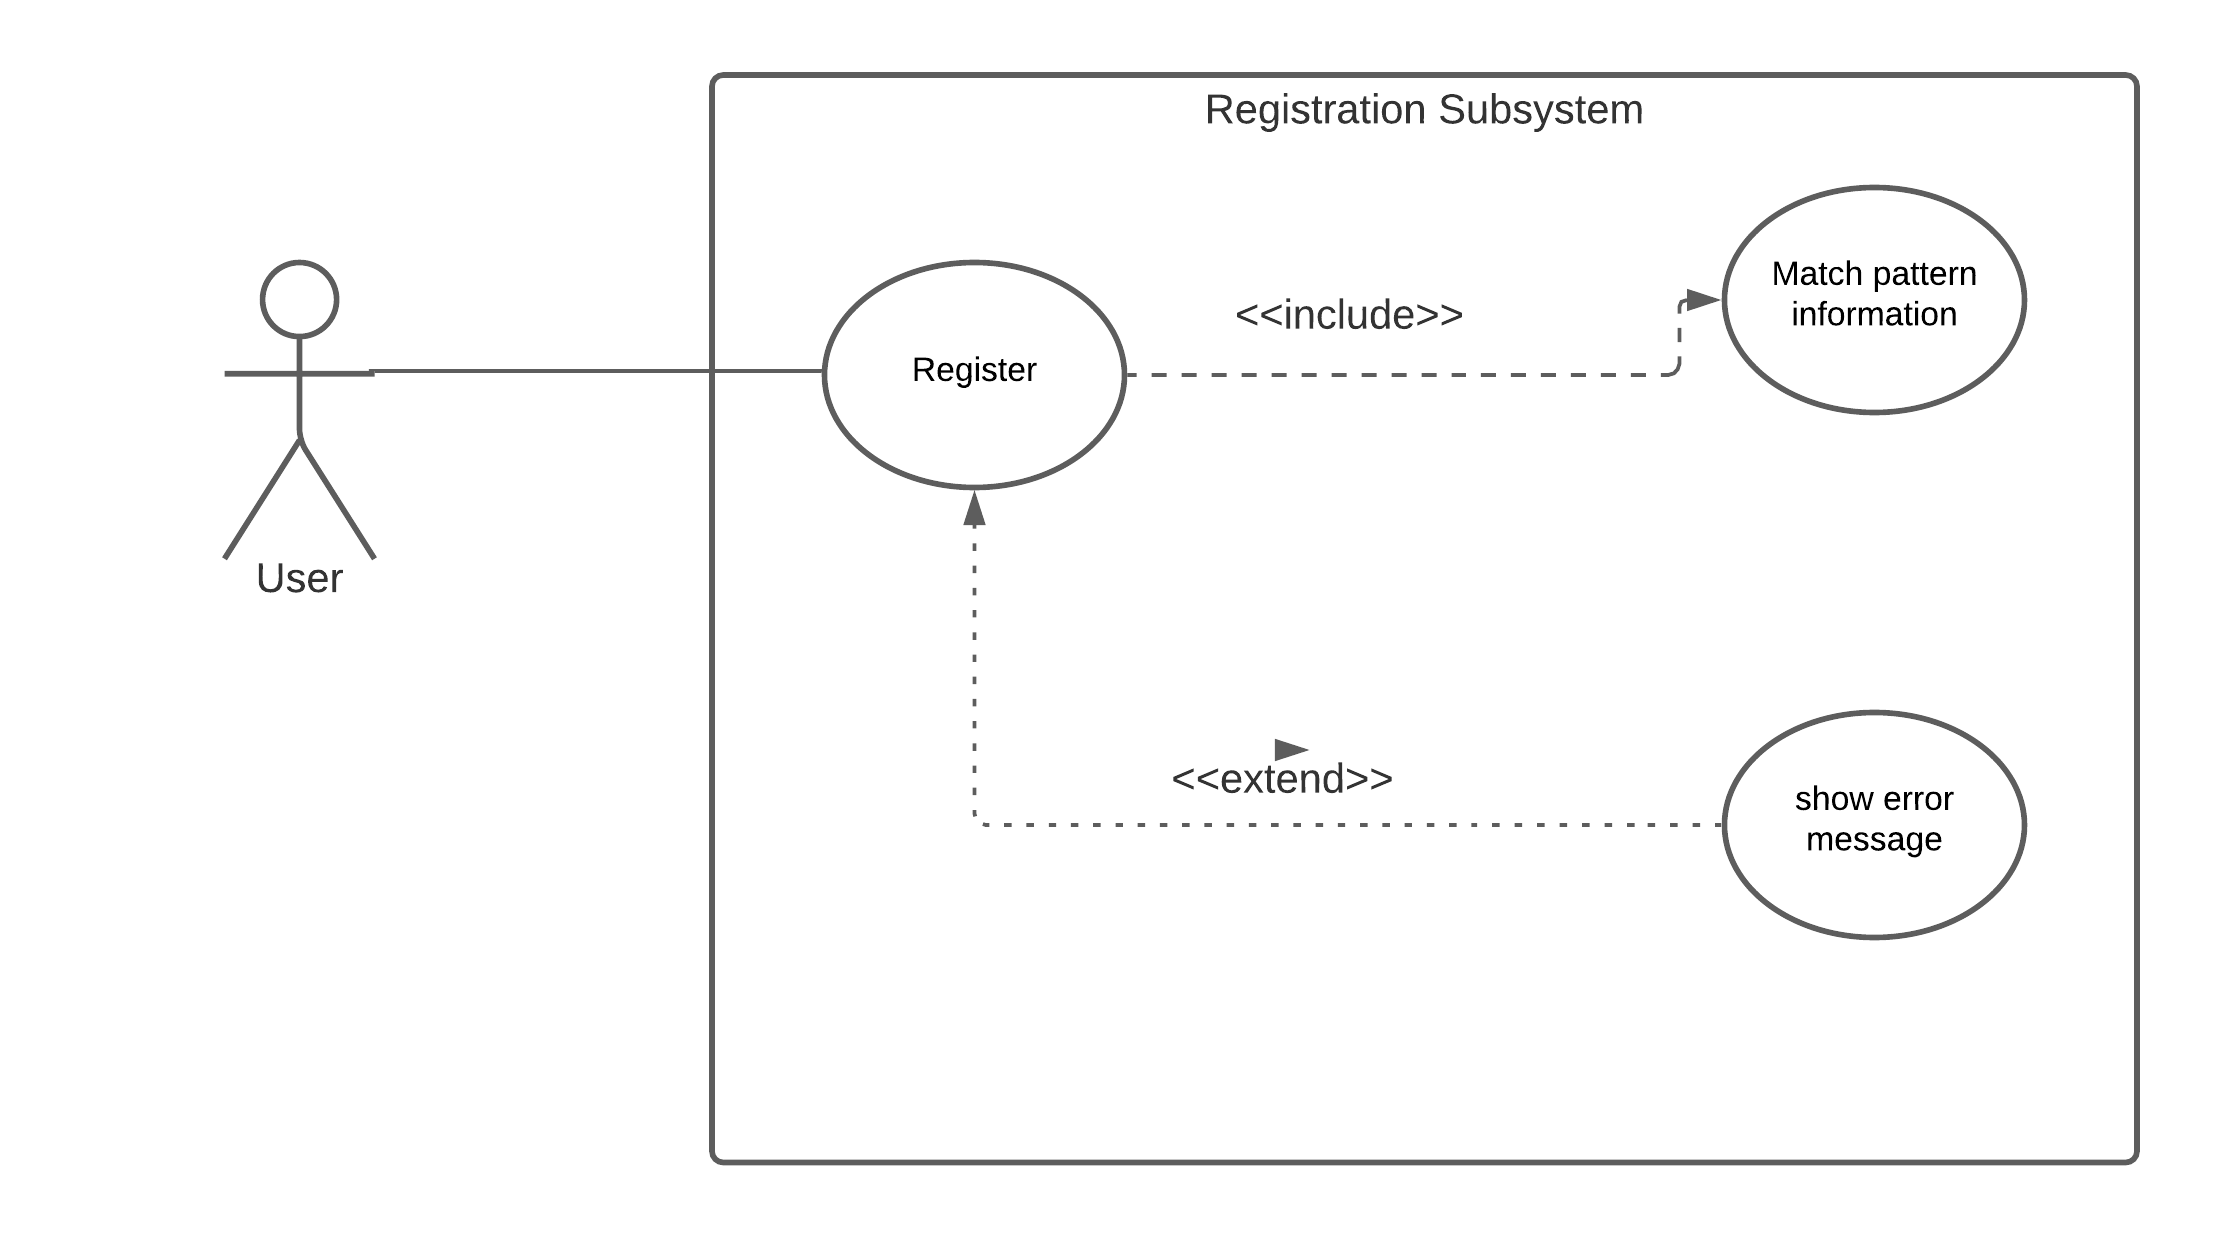 Registration Subsystem
Match pattern
information
<<include>>
Register
User
<<extend>>
show error
message